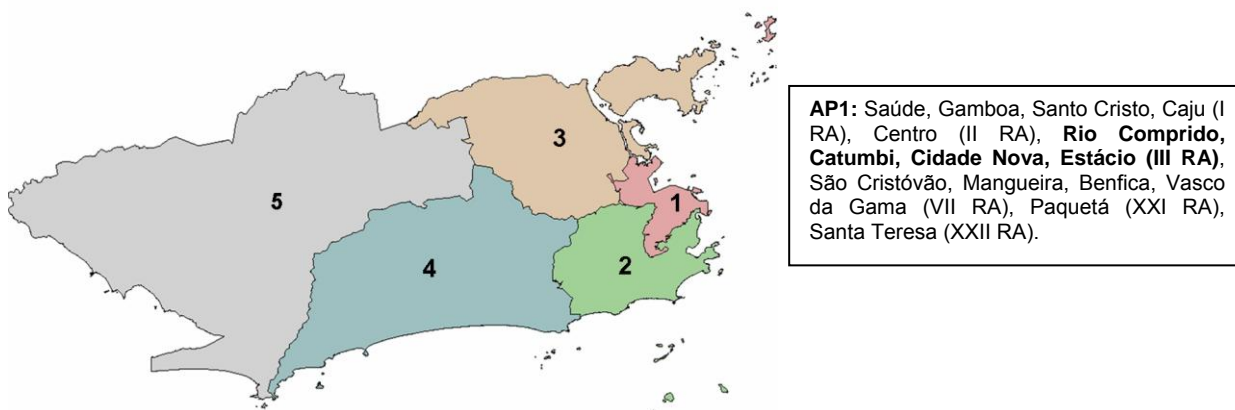 3
5
1
4
2
AP1: Saúde, Gamboa, Santo Cristo, Caju (I
RA), Centro (II RA), Rio Comprido,
Catumbi, Cidade Nova, Estácio (III RA),
São Cristóvão, Mangueira, Benfica, Vasco
da Gama (VII RA), Paquetá (XXI RA),
Santa Teresa (XXII RA).